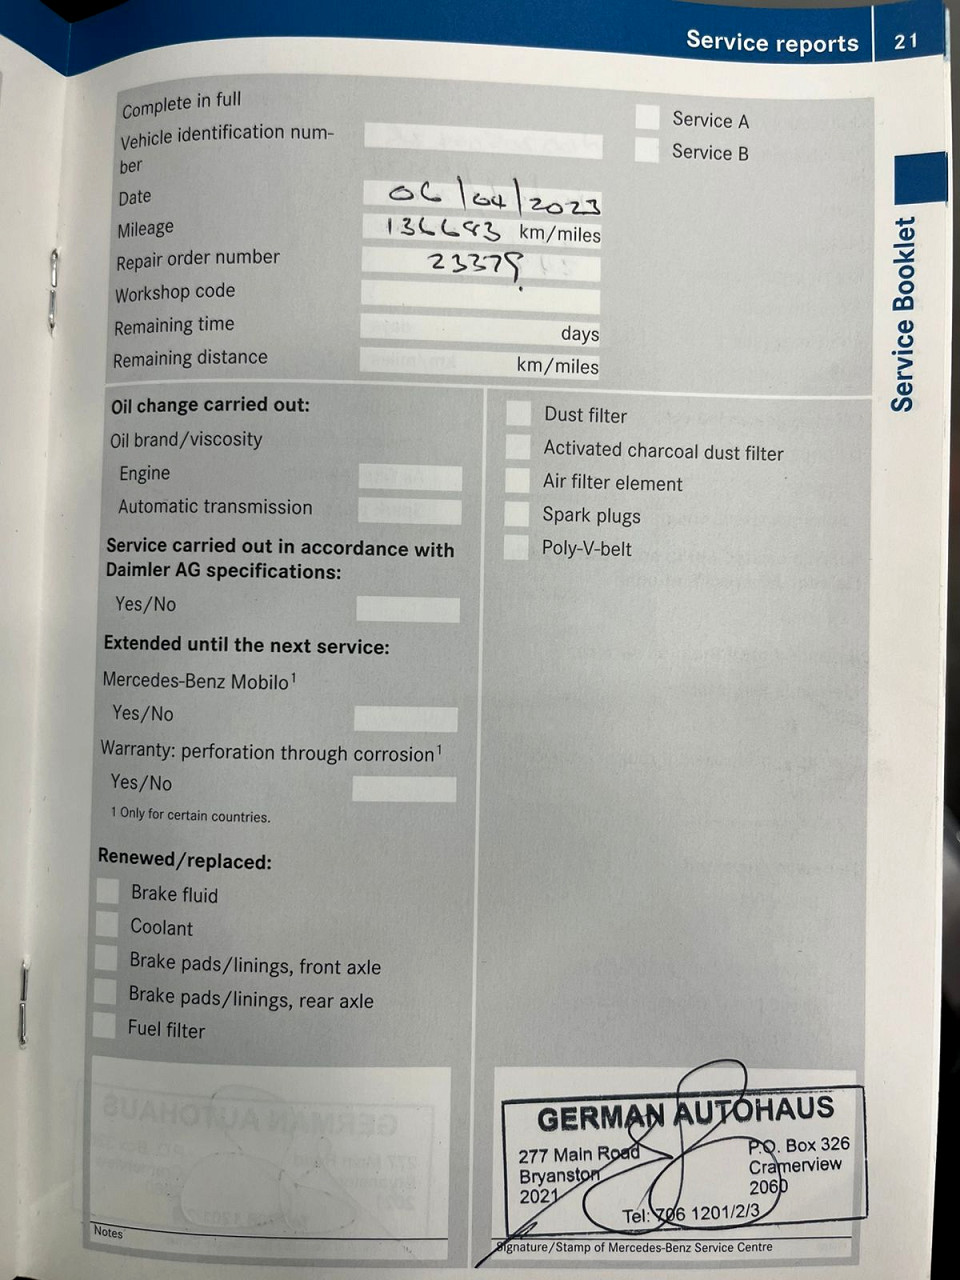 Service reports 21
Complete in full
Vehicle identification num-
ber
Date 06/04/2023
Mileage km/miles
Repair order number 23379
Workshop code
Remaining time days
Remaining distance km/miles
Service A
Service B
Service Booklet
Oil change carried out:
Oil brand/viscosity
Engine
Automatic transmission
Service carried out in accordance with
Daimler AG specifications:
Yes/No
Extended until the next service:
Mercedes-Benz Mobilo¹
Yes/No
Warranty: perforation through corrosion¹
Yes/No
1 Only for certain countries.
Renewed/replaced:
Brake fluid
Coolant
Brake pads/linings, front axle
Brake pads/linings, rear axle
Fuel filter
Notes
Dust filter
Activated charcoal dust filter
Air filter element
Spark plugs
Poly-V-belt
GERMAN AUTOHAUS
277 Main Road
Bryanston
2021
P.O. Box 326
Cramerview
2060
Tel: 706 1201/2/3
Signature/Stamp of Mercedes-Benz Service Centre